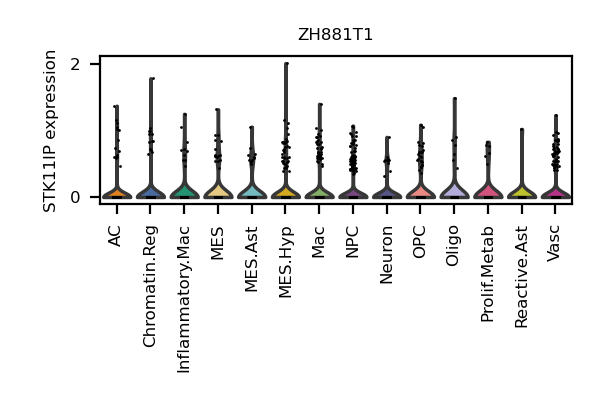 ZH881T1
STK11IP expression
2
0
AC
Chromatin.Reg
Inflammatory.Mac
MES
MES.Ast
MES.Hyp
Mac
NPC
Neuron
OPC
Oligo
Prolif.Metab
Reactive.Ast
Vasc